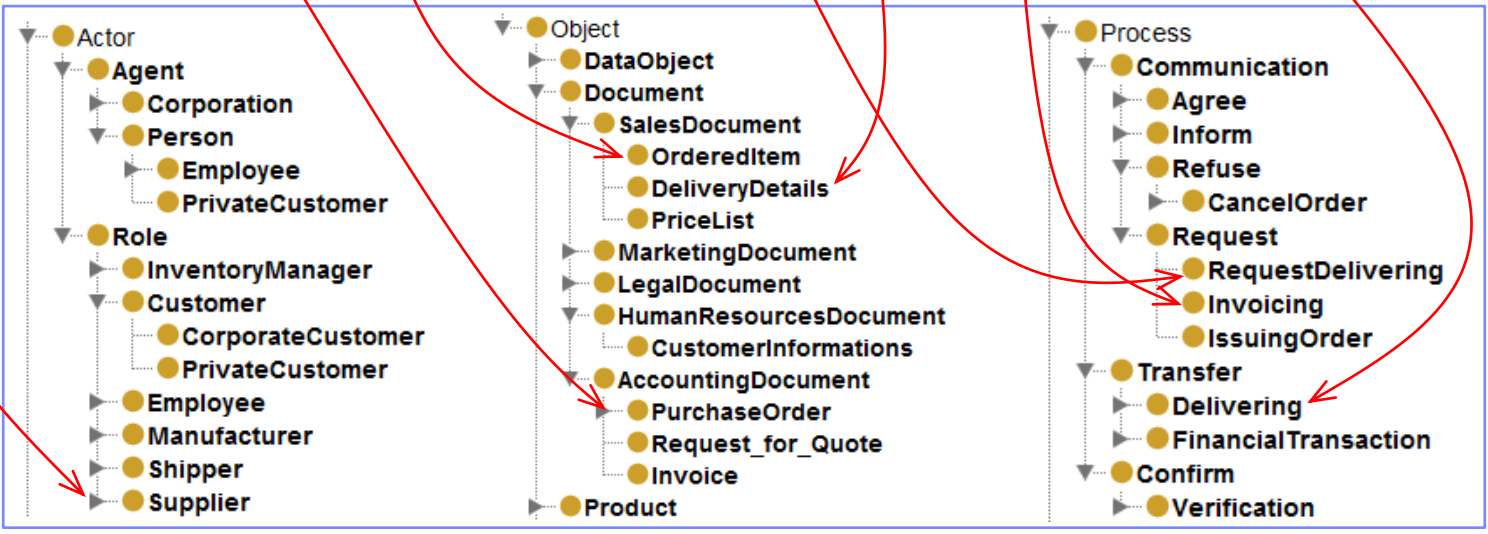 Actor
Agent
Corporation
Person
Employee
PrivateCustomer
Role
InventoryManager
Customer
CorporateCustomer
PrivateCustomer
Employee
Manufacturer
Shipper
Supplier
Object
DataObject
Document
SalesDocument
OrderedItem
DeliveryDetails
PriceList
MarketingDocument
LegalDocument
HumanResourcesDocument
CustomerInformations
AccountingDocument
PurchaseOrder
Request_for_Quote
Invoice
Product
Process
Communication
Agree
Inform
Refuse
CancelOrder
Request
RequestDelivering
Invoicing
IssuingOrder
Transfer
Delivering
FinancialTransaction
Confirm
Verification